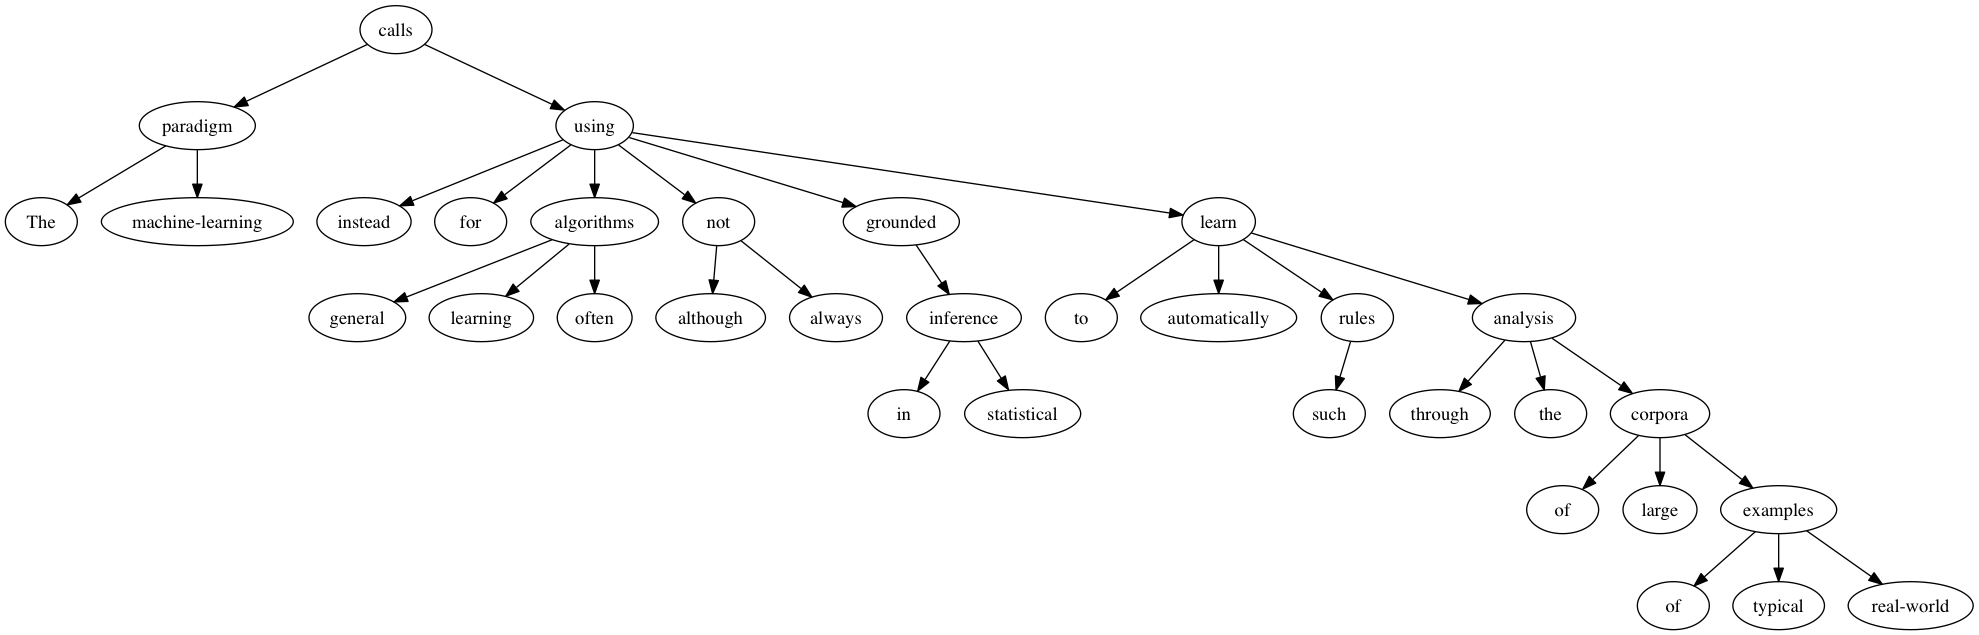 calls
paradigm using
The machine-learning instead for algorithms not grounded learn
general learning often although always inference to automatically rules analysis
in statistical such through the corpora
of large examples
of typical real-world